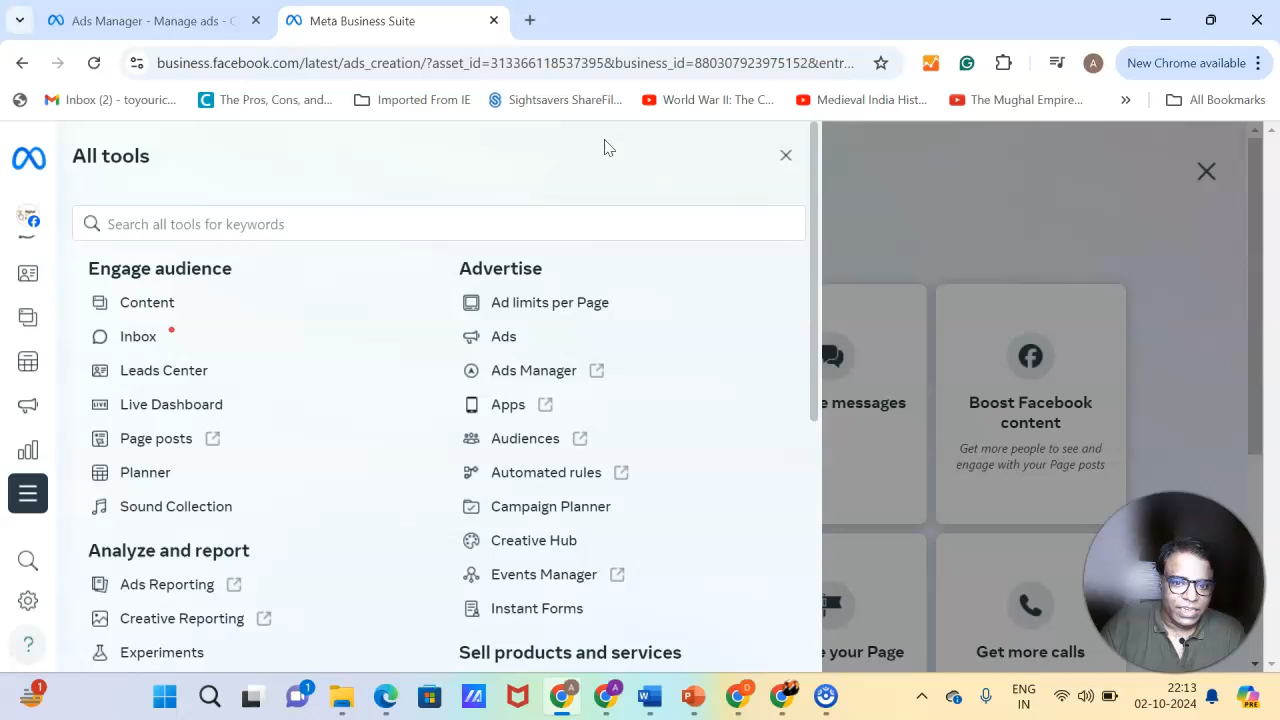 Ads Manager - Manage ads - C
Meta Business Suite
business.facebook.com/latest/ads_creation/?asset_id=313366118537395&business_id=880307923975152&entr...
A
New Chrome available
Inbox (2) - toyouric...
The Pros, Cons, and...
Imported From IE
Sightsavers ShareFil...
World War II: The C...
Medieval India Hist...
The Mughal Empire...
All Bookmarks
All tools
Search all tools for keywords
Engage audience
Content
Inbox
Leads Center
Live Dashboard
Page posts
Planner
Sound Collection
Analyze and report
Ads Reporting
Creative Reporting
Experiments
Advertise
Ad limits per Page
Ads
Ads Manager
Apps
Audiences
Automated rules
Campaign Planner
Creative Hub
Events Manager
Instant Forms
Sell products and services
e messages
Boost Facebook
content
Get more people to see and
engage with your Page posts
e your Page
Get more calls
ENG
IN
22:13
02-10-2024